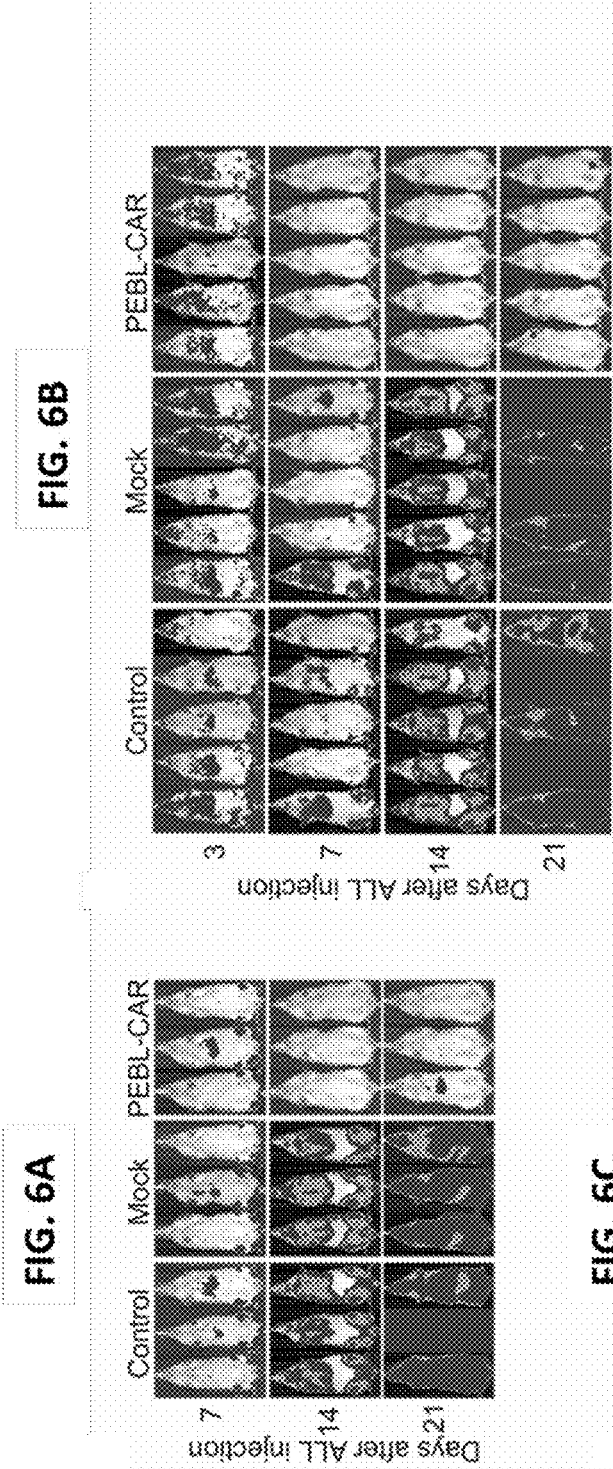 FIG. 6A
Control Mock PEBL-CAR
Days after ALL injection
7
14
21
FIG. 6B
Control Mock PEBL-CAR
Days after ALL injection
3
7
14
21
FIG. 6C